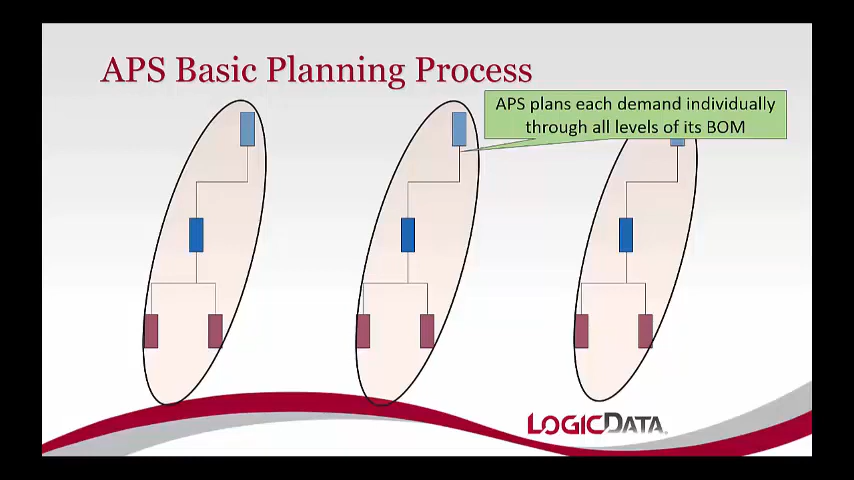 APS Basic Planning Process
APS plans each demand individually
through all levels of its BOM
LOGICDATA